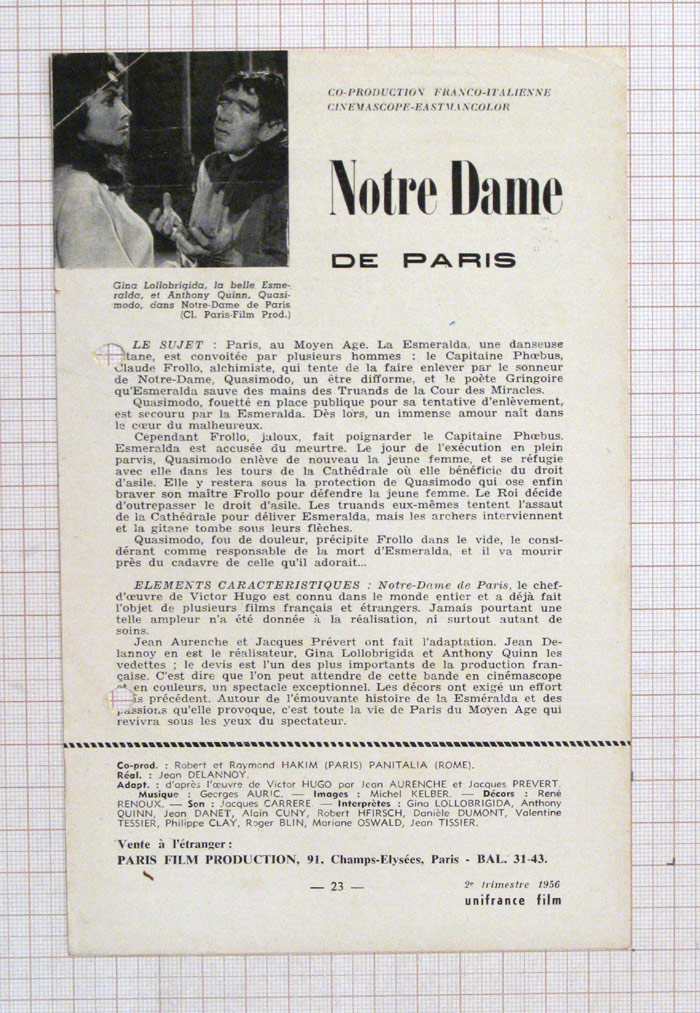 CO-PRODUCTION FRANCO-ITALIENNE
CINEMASCOPE-EASTMANCOLOR
Notre Dame
DE PARIS
Gina Lollobrigida, la belle Esme-
ralda, et Anthony Quinn, Quasi-
modo, dans Notre-Dame de Paris
(Cl. Paris-Film Prod.)
LE SUJET : Paris, au Moyen Age. La Esmeralda, une danseuse
tane, est convoitée par plusieurs hommes : le Capitaine Phœbus,
Claude Frollo, alchimiste, qui tente de la faire enlever par le sonneur
de Notre-Dame, Quasimodo, un être difforme, et le poète Gringoire
qu'Esmeralda sauve des mains des Truands de la Cour des Miracles.
Quasimodo, fouetté en place publique pour sa tentative d'enlèvement,
est secouru par la Esmeralda. Dès lors, un immense amour naît dans
le cœur du malheureux.
Cependant Frollo, jaloux, fait poignarder le Capitaine Phœbus.
Esmeralda est accusée du meurtre. Le jour de l'exécution en plein
parvis, Quasimodo enlève de nouveau la jeune femme, et se réfugie
avec elle dans les tours de la Cathédrale où elle bénéficie du droit
d'asile. Elle y restera sous la protection de Quasimodo qui ose enfin
braver son maître Frollo pour défendre la jeune femme. Le Roi décide
d'outrepasser le droit d'asile. Les truands eux-mêmes tentent l'assaut
de la Cathédrale pour déliver Esmeralda, mais les archers interviennent
et la gitane tombe sous leurs flèches.
Quasimodo, fou de douleur, précipite Frollo dans le vide, le consi-
dérant comme responsable de la mort d'Esmeralda, et il va mourir
près du cadavre de celle qu'il adorait...
ELEMENTS CARACTERISTIQUES : Notre-Dame de Paris, le chef-
d'œuvre de Victor Hugo est connu dans le monde entier et a déjà fait
l'objet de plusieurs films français et étrangers. Jamais pourtant une
telle ampleur n'a été donnée à la réalisation, ni surtout autant de
soins.
Jean Aurenche et Jacques Prévert ont fait l'adaptation. Jean De-
lannoy en est le réalisateur, Gina Lollobrigida et Anthony Quinn les
vedettes ; le devis est l'un des plus importants de la production fran-
çaise. C'est dire que l'on peut attendre de cette bande en cinémascope
et en couleurs, un spectacle exceptionnel. Les décors ont exigé un effort
is précédent. Autour de l'émouvante histoire de la Esméralda et des
passions qu'elle provoque, c'est toute la vie de Paris du Moyen Age qui
revivra sous les yeux du spectateur.
Co-prod. : Robert et Raymond HAKIM (PARIS) PANITALIA (ROME).
Réal. : Jean DELANNOY.
Adapt. : d'après l'œuvre de Victor HUGO par Jean AURENCHE et Jacques PREVERT.
Musique : Georges AURIC. — Images : Michel KELBER. — Décors : René
RENOUX. — Son : Jacques CARRERE. — Interprètes : Gina LOLLOBRIGIDA, Anthony
QUINN, Jean DANET, Alain CUNY, Robert HFIRSCH, Danièle DUMONT, Valentine
TESSIER, Philippe CLAY, Roger BLIN, Mariane OSWALD, Jean TISSIER.
Vente à l'étranger :
PARIS FILM PRODUCTION, 91, Champs-Elysées, Paris - BAL. 31-43.
— 23 —
2e trimestre 1956
unifrance film